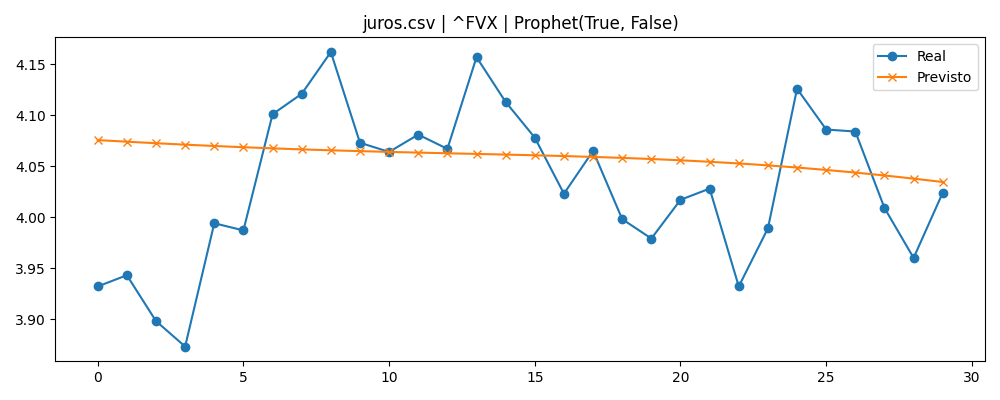 juros.csv | ^FVX | Prophet(True, False)
Real
Previsto
4.15
4.10
4.05
4.00
3.95
3.90
0 5 10 15 20 25 30